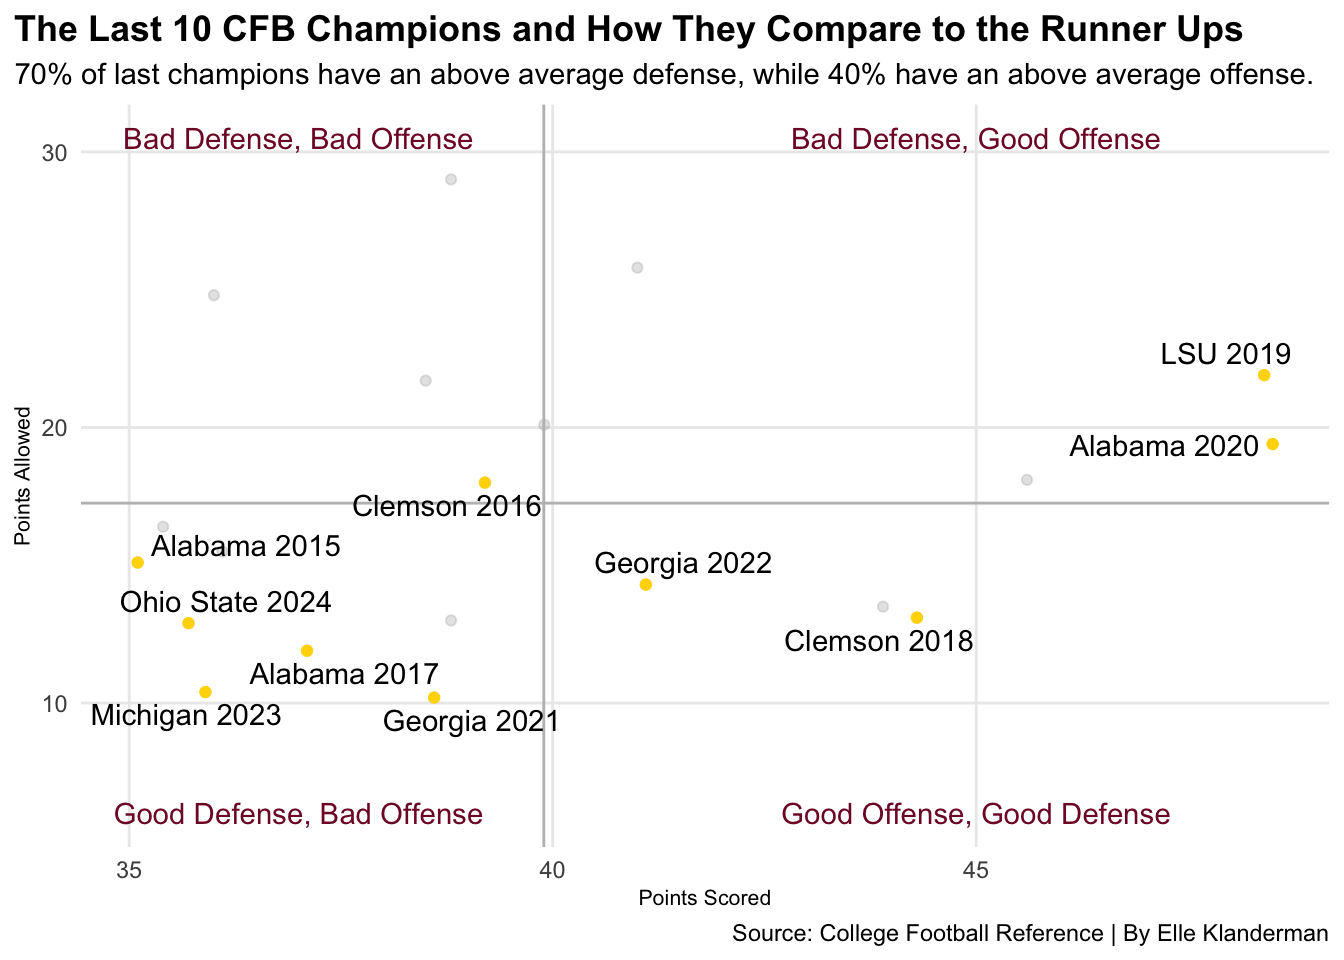 The Last 10 CFB Champions and How They Compare to the Runner Ups
70% of last champions have an above average defense, while 40% have an above average offense.
Bad Defense, Bad Offense
Bad Defense, Good Offense
30
LSU 2019
20
Alabama 2020
Points Allowed
Clemson 2016
Alabama 2015
Georgia 2022
Ohio State 2024
Clemson 2018
Alabama 2017
10
Michigan 2023
Georgia 2021
Good Defense, Bad Offense
Good Offense, Good Defense
35
40
45
Points Scored
Source: College Football Reference | By Elle Klanderman